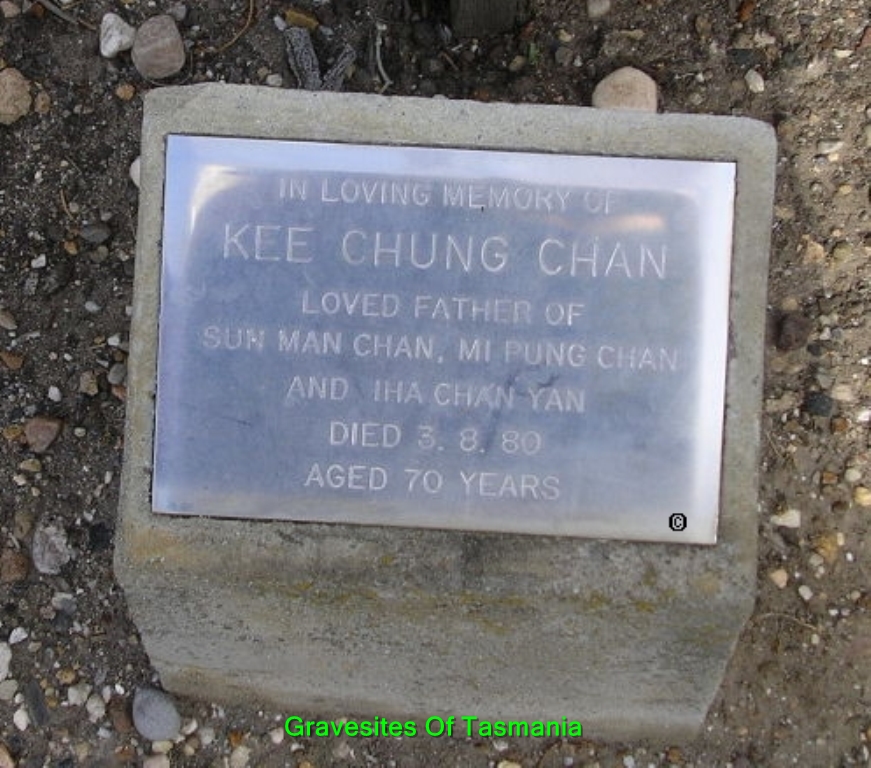 IN LOVING MEMORY OF
KEE CHUNG CHAN
LOVED FATHER OF
SUN MAN CHAN, MI PUNG CHAN
AND IHA CHAN YAN
DIED 3. 8. 80
AGED 70 YEARS
©
Gravesites Of Tasmania